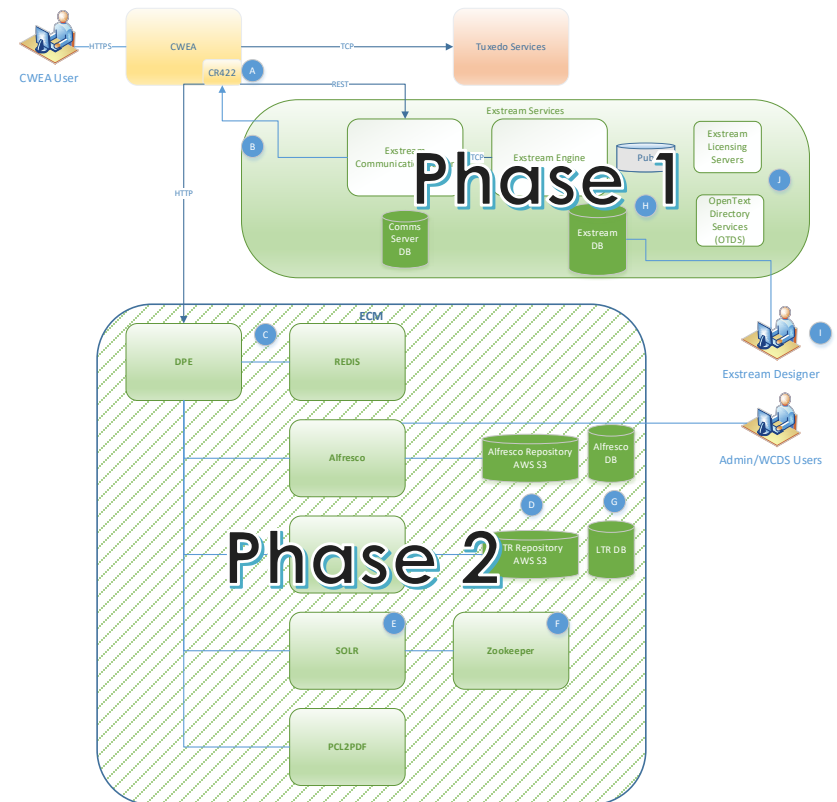 HTTPS
CWEA
TCP
Tuxedo Services
CWEA User
CR422
A
REST
Exstream Services
B
Exstream
Communication
TCP
Exstream Engine
Pub
Exstream
Licensing
Servers
J
Phase 1
HTTP
H
OpenText
Directory
Services
(OTDS)
Comms
Server
DB
Exstream
DB
I
ECM
Exstream Designer
DPE
C
REDIS
Alfresco
Alfresco Repository
AWS S3
Alfresco
DB
Admin/WCDS Users
D
G
Phase 2
TR Repository
AWS S3
LTR DB
SOLR
E
Zookeeper
F
PCL2PDF